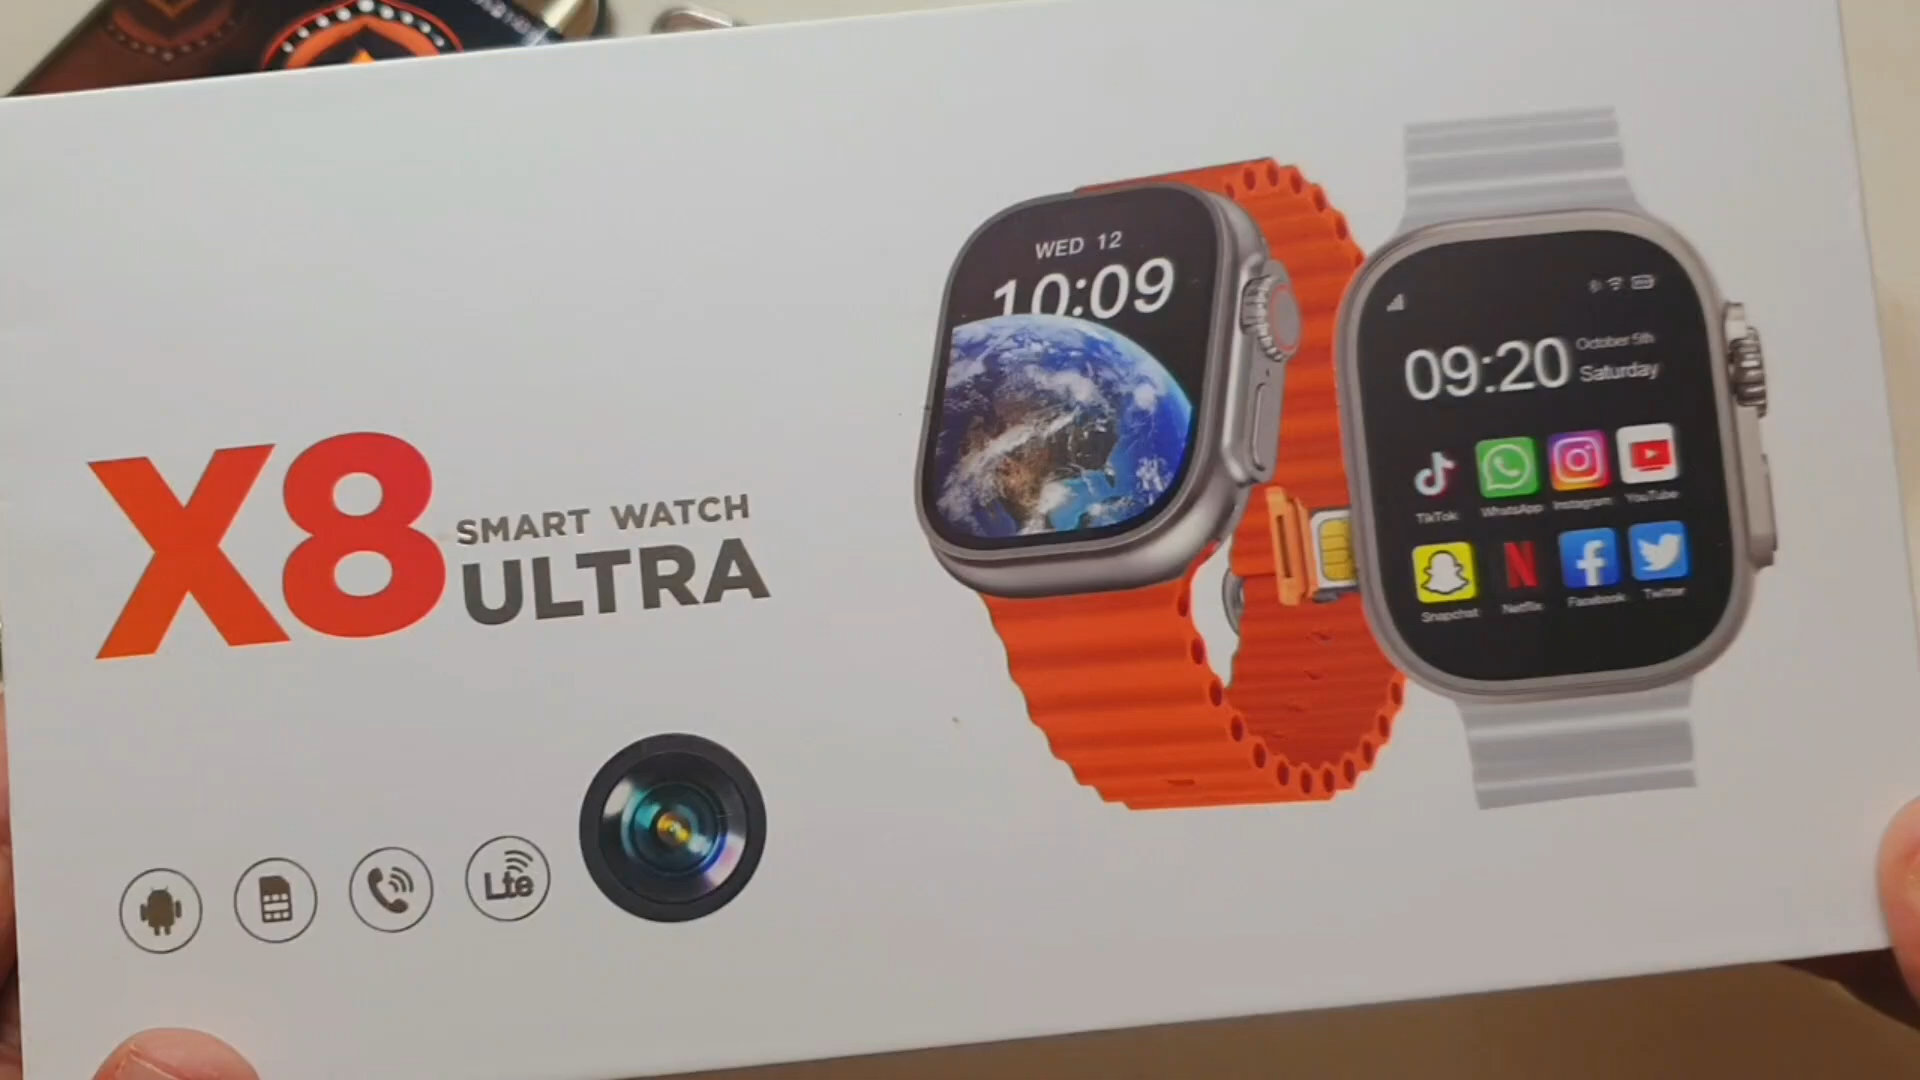 X8
SMART WATCH
ULTRA
Lte
WED 12
10:09
09:20
October 5th
Saturday
TikTok
WhatsApp
Instagram
YouTube
Snapchat
Netflix
Facebook
Twitter
N